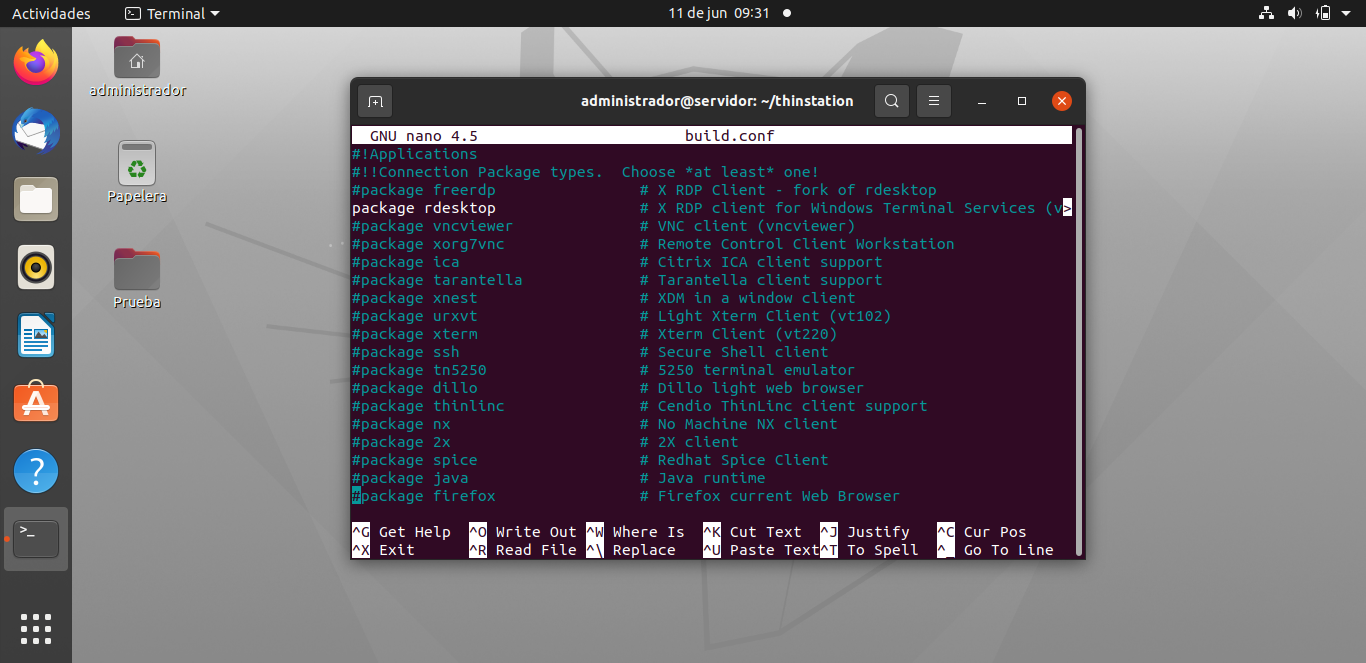 Actividades Terminal 11 de jun 09:31
administrador
Papelera
Prueba
administrador@servidor: ~/thinstation
GNU nano 4.5 build.conf
#!Applications
#!!Connection Package types.  Choose *at least* one!
#package freerdp # X RDP Client - fork of rdesktop
package rdesktop # X RDP client for Windows Terminal Services (v>
#package vncviewer # VNC client (vncviewer)
#package xorg7vnc # Remote Control Client Workstation
#package ica # Citrix ICA client support
#package tarantella # Tarantella client support
#package xnest # XDM in a window client
#package urxvt # Light Xterm Client (vt102)
#package xterm # Xterm Client (vt220)
#package ssh # Secure Shell client
#package tn5250 # 5250 terminal emulator
#package dillo # Dillo light web browser
#package thinlinc # Cendio ThinLinc client support
#package nx # No Machine NX client
#package 2x # 2X client
#package spice # Redhat Spice Client
#package java # Java runtime
#package firefox # Firefox current Web Browser
^G Get Help ^O Write Out ^W Where Is ^K Cut Text ^J Justify ^C Cur Pos
^X Exit ^R Read File ^\ Replace ^U Paste Text^T To Spell ^_ Go To Line